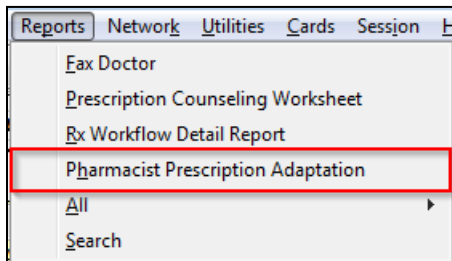 Reports Network Utilities Cards Session H
Fax Doctor
Prescription Counseling Worksheet
Rx Workflow Detail Report
Pharmacist Prescription Adaptation
All
Search